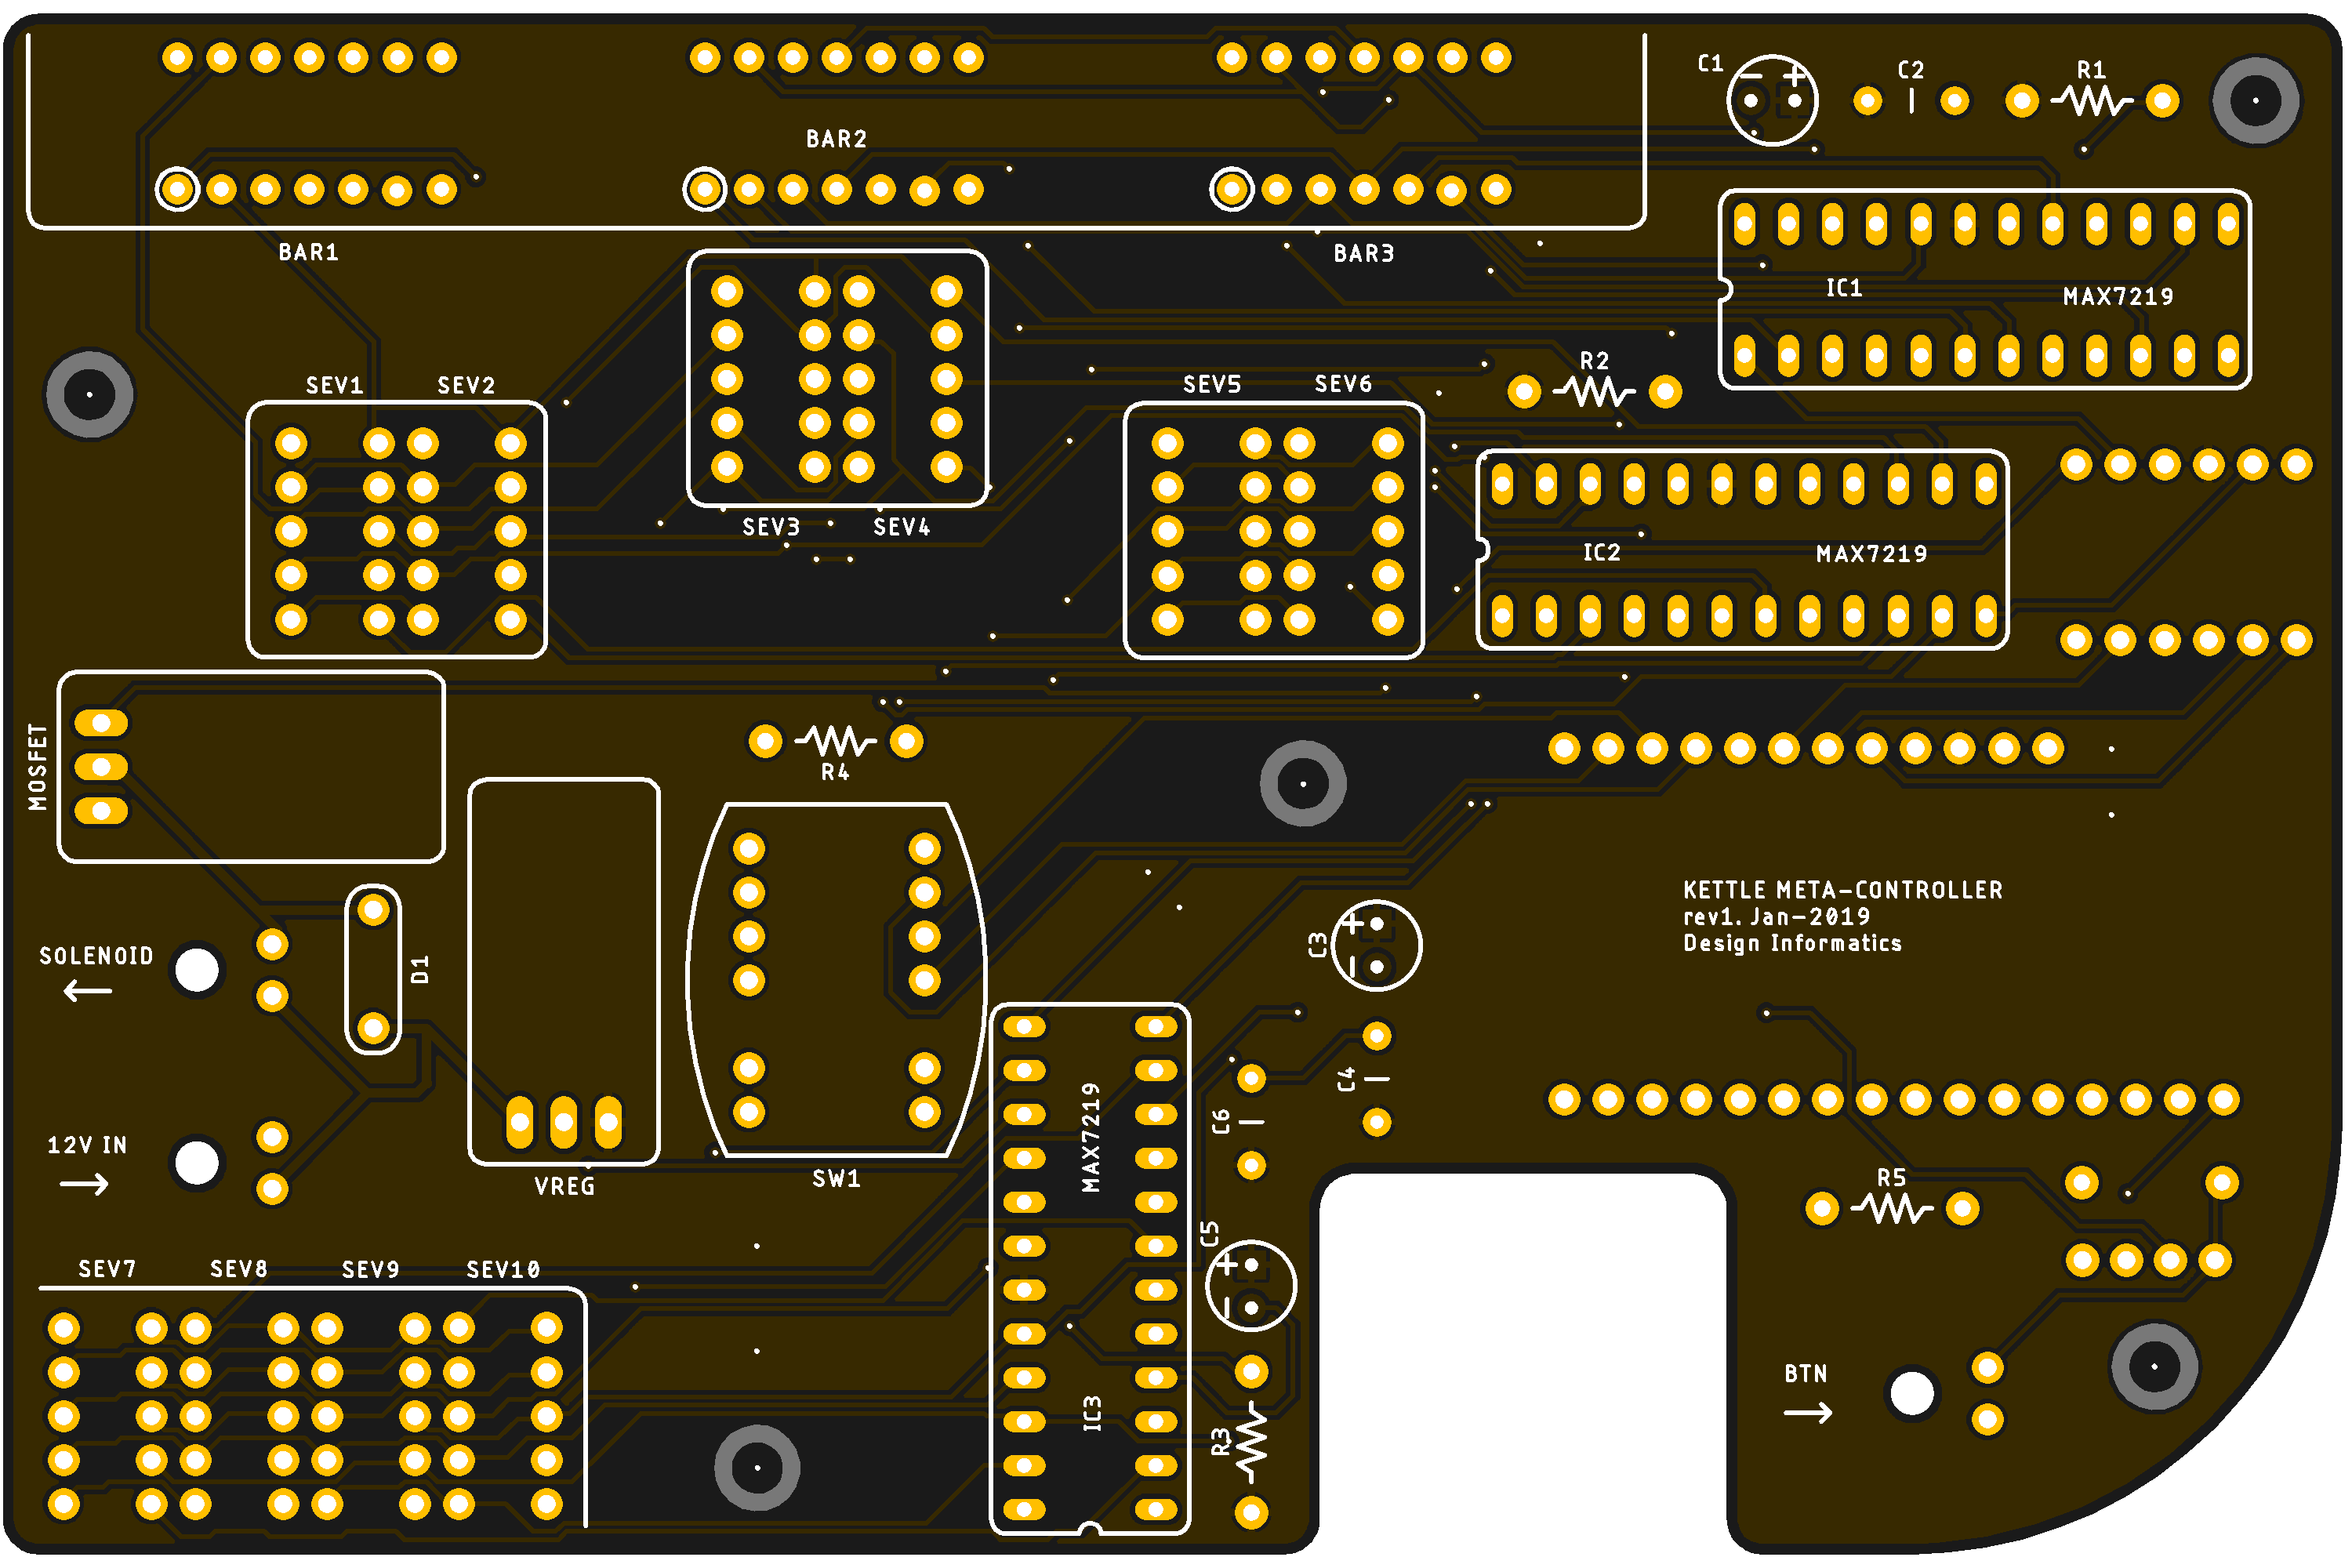 C1
C2
R1
BAR2
BAR1
BAR3
IC1
MAX7219
R2
SEV1
SEV2
SEV5
SEV6
SEV3
SEV4
IC2
MAX7219
MOSFET
R4
KETTLE META-CONTROLLER
rev1. Jan-2019
Design Informatics
SOLENOID
D1
C3
C4
MAX7219
C6
12V IN
VREG
SW1
R5
C5
SEV7
SEV8
SEV9
SEV10
BTN
IC3
R3